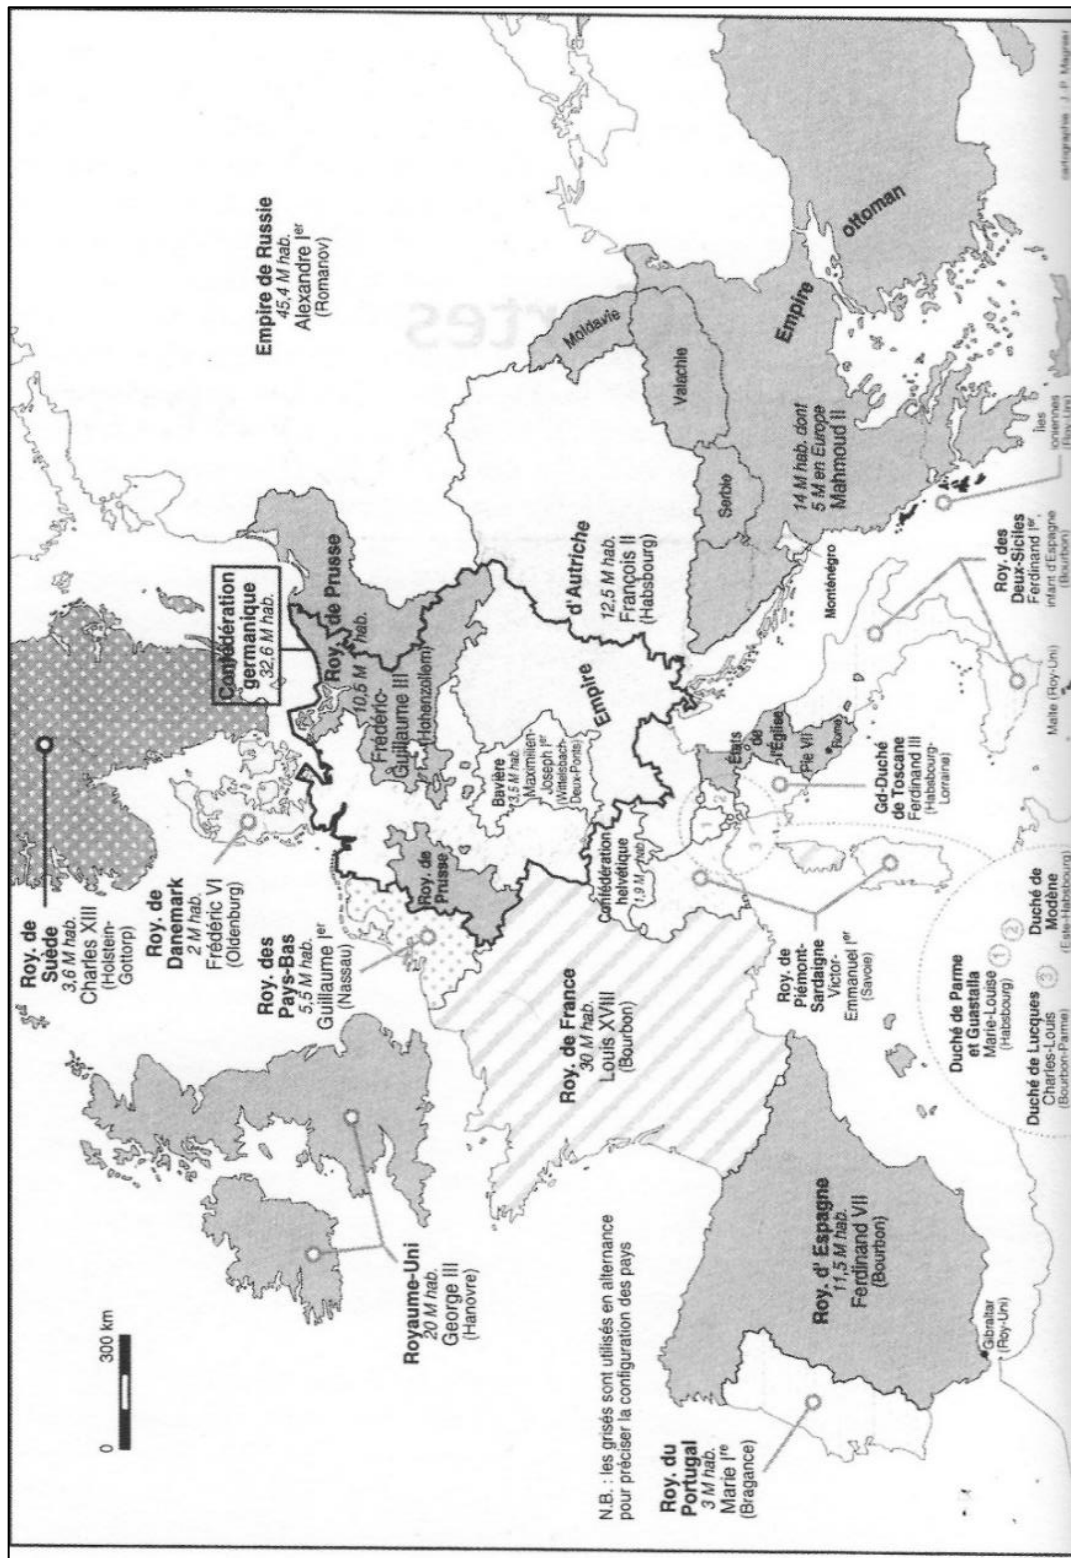 Roy. de
Suède
3,6 M hab.
Charles XIII
(Holstein-
Gottorp)
Roy. de
Danemark
2 M hab.
Frédéric VI
(Oldenburg)
Roy. des
Pays-Bas
5,5 M hab.
Guillaume Ier
(Nassau)
Confédération
germanique
32,6 M hab.
Empire de Russie
45,4 M hab.
Alexandre Ier
(Romanov)
0 300 km
Royaume-Uni
20 M hab.
George III
(Hanovre)
Roy. de Prusse
10,5 M hab.
Frédéric-
Guillaume III
(Hohenzollern)
Roy. de
Prusse
Bavière
3,5 M hab.
Maximilien-
Joseph Ier
(Wittelsbach-
Deux-Ponts)
Empire
d'Autriche
12,5 M hab.
François II
(Habsbourg)
Moldavie
Valachie
Serbie
Empire
ottoman
14 M hab. dont
5 M en Europe
Mahmoud II
Monténégro
Roy. de France
30 M hab.
Louis XVIII
(Bourbon)
Confédération
helvétique
1,9 M hab.
États
de
l'Église
Pie VII
Rome
1
2
3
Gd-Duché
de Toscane
Ferdinand III
(Habsbourg-
Lorraine)
Roy. des
Deux-Siciles
Ferdinand Ier,
infant d'Espagne
(Bourbon)
Îles
ioniennes
(Roy-Uni)
Malte (Roy-Uni)
Roy. de
Piémont-
Sardaigne
Victor-
Emmanuel Ier
(Savoie)
Duché de Parme
et Guastalla 1
Marie-Louise
(Habsbourg)
2 Duché de
Modène
(Este-Habsbourg)
Duché de Lucques 3
Charles-Louis
(Bourbon-Parme)
N.B. : les grisés sont utilisés en alternance
pour préciser la configuration des pays
Roy. du
Portugal
3 M hab.
Marie Ire
(Bragance)
Roy. d'Espagne
11,5 M hab.
Ferdinand VII
(Bourbon)
Gibraltar
(Roy-Uni)
cartographie : J. P. Magnier